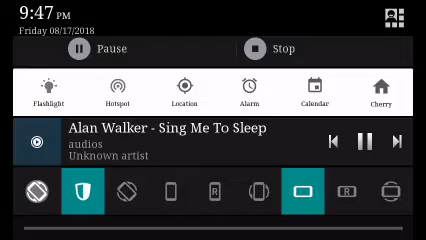 9:47 PM
Friday 08/17/2018
Pause Stop
Flashlight Hotspot Location Alarm Calendar Cherry
Alan Walker - Sing Me To Sleep
audios
Unknown artist
R R